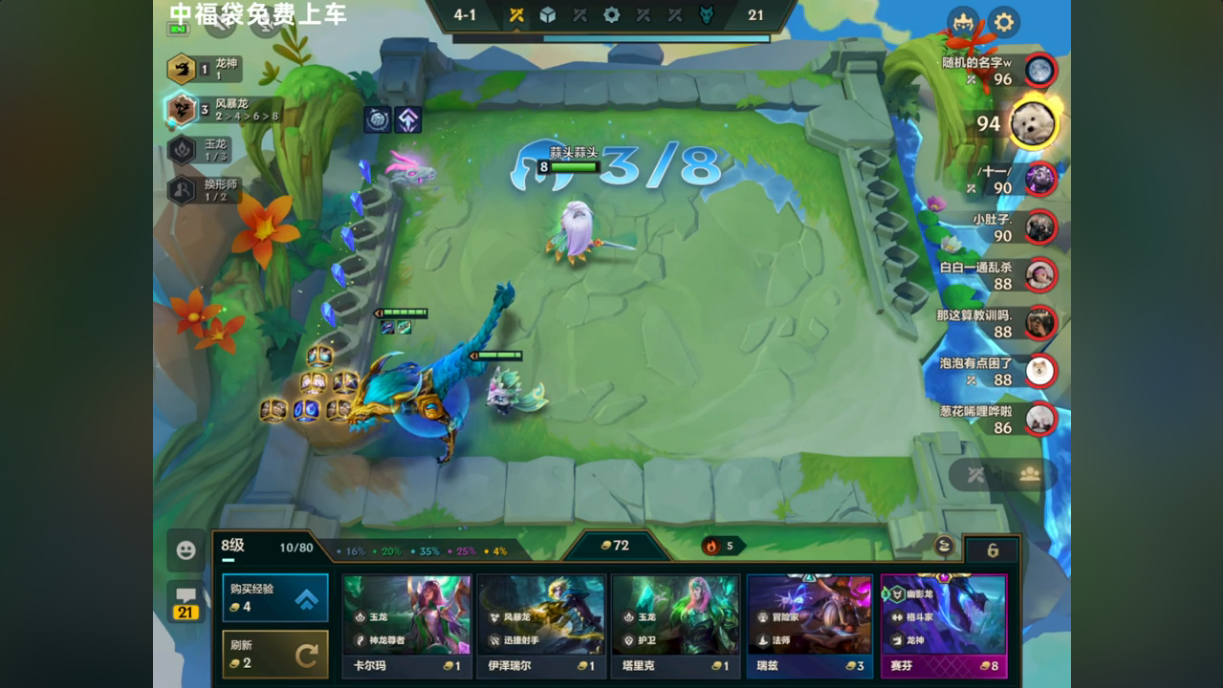 中福袋免费上车
4-1
21
1
龙神
1
3
风暴龙
2 > 4 > 6 > 8
玉龙
1 / 3
换形师
1 / 2
蒜头蒜头
8
3/8
随机的名字w
96
94
/十一/
90
小肚子.
90
白白一通乱杀
88
那这算教训吗.
88
泡泡有点困了
88
葱花唏哩哗啦
86
8级
10/80
16%
20%
35%
25%
4%
72
5
6
21
购买经验
4
刷新
2
玉龙
神龙尊者
卡尔玛
1
风暴龙
迅捷射手
伊泽瑞尔
1
玉龙
护卫
塔里克
1
冒险家
法师
瑞兹
3
幽影龙
格斗家
龙神
赛芬
8